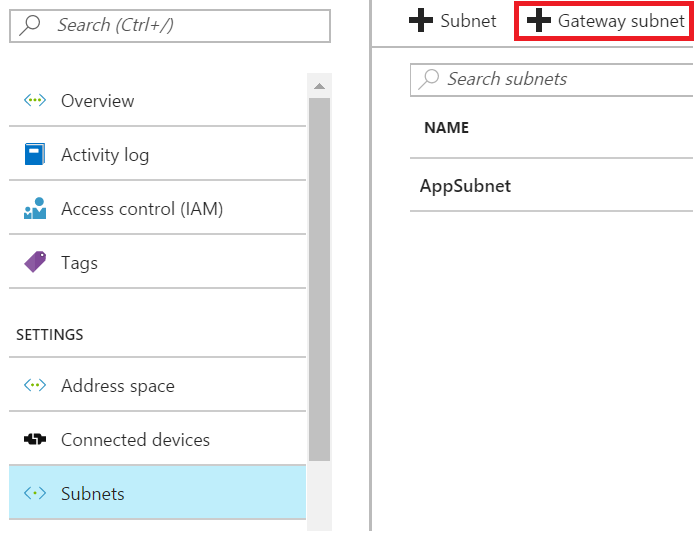 Search (Ctrl+/)
Overview
Activity log
Access control (IAM)
Tags
SETTINGS
Address space
Connected devices
Subnets
Subnet
Gateway subnet
Search subnets
NAME
AppSubnet